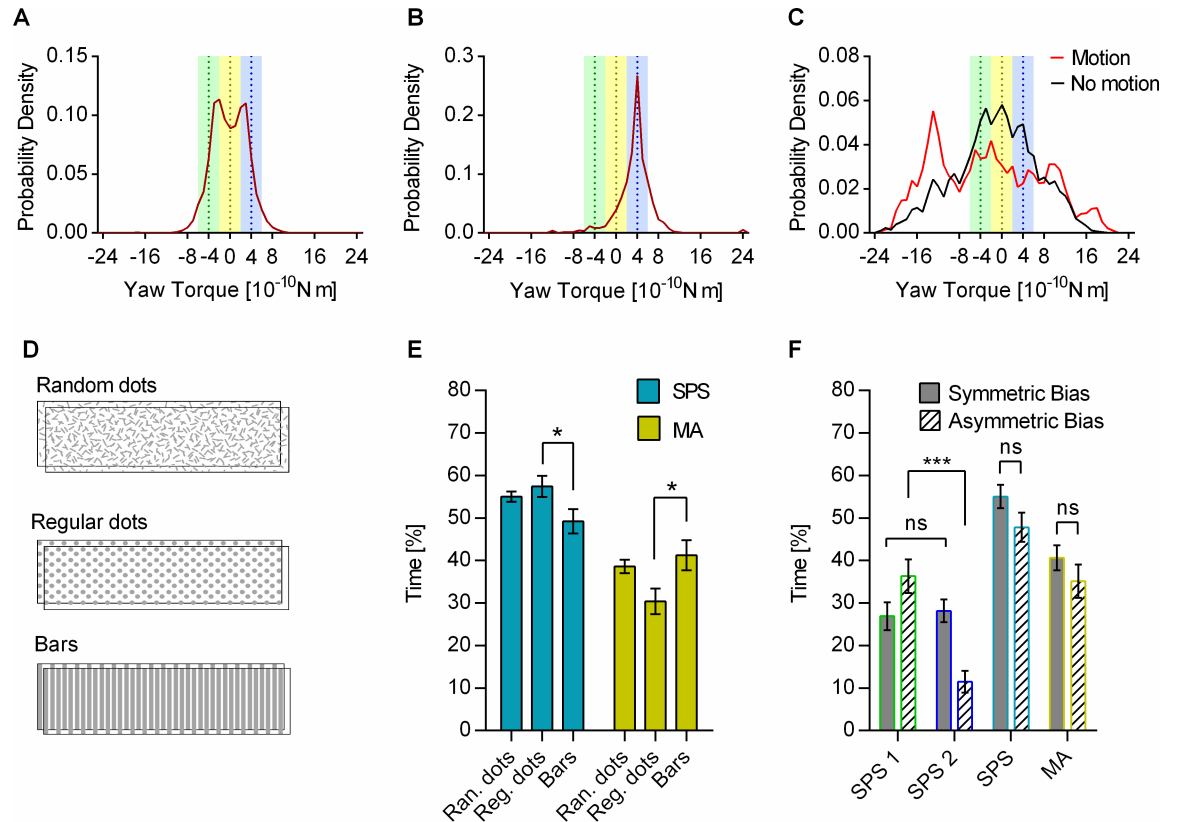 A
B
C
0.15
0.10
0.05
0.00
Probability Density
-24
-16
-8
-4
0
4
8
16
24
Yaw Torque [10⁻¹⁰N m]
0.3
0.2
0.1
0.0
Probability Density
-24
-16
-8
-4
0
4
8
16
24
Yaw Torque [10⁻¹⁰N m]
0.08
0.06
0.04
0.02
0.00
Probability Density
Motion
No motion
-24
-16
-8
-4
0
4
8
16
24
Yaw Torque [10⁻¹⁰N m]
D
Random dots
Regular dots
Bars
E
80
70
60
50
40
30
20
10
0
Time [%]
SPS
MA
*
*
Ran. dots
Reg. dots
Bars
Ran. dots
Reg. dots
Bars
F
80
70
60
50
40
30
20
10
0
Time [%]
Symmetric Bias
Asymmetric Bias
ns
***
ns
ns
SPS 1
SPS 2
SPS
MA